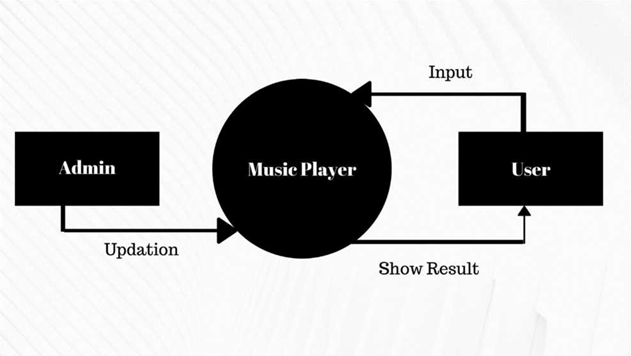 Input
Admin
Music Player
User
Updation
Show Result